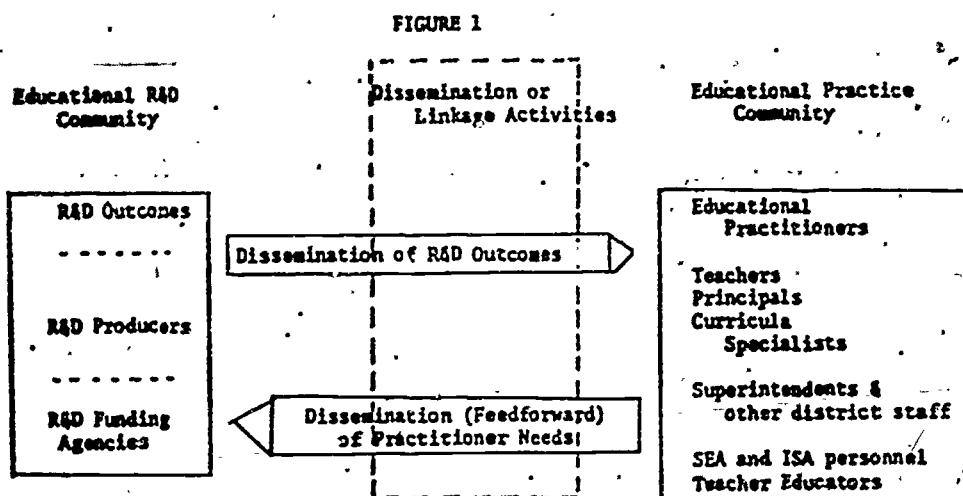 FIGURE 1
Educational R&D
Community
Dissemination or
Linkage Activities
Educational Practice
Community
R&D Outcomes
R&D Producers
R&D Funding
Agencies
Dissemination of R&D Outcomes
Dissemination (Feedforward)
of Practitioner Needs
Educational
Practitioners
Teachers
Principals
Curricula
Specialists
Superintendents &
other district staff
SEA and ISA personnel
Teacher Educators